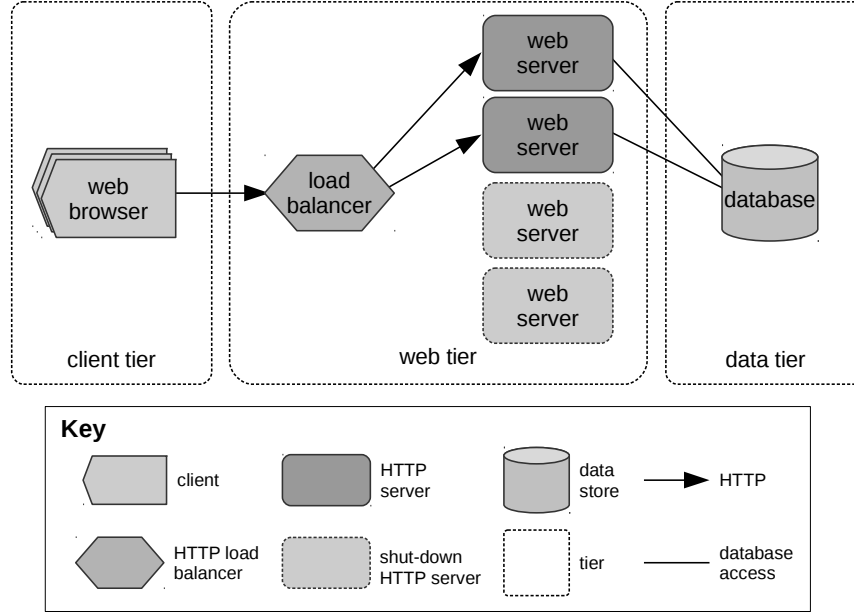 web
server
web
server
web
browser
load
balancer
web
server
web
server
database
client tier
web tier
data tier
Key
client
HTTP
server
data
store
HTTP
HTTP load
balancer
shut-down
HTTP server
tier
database
access